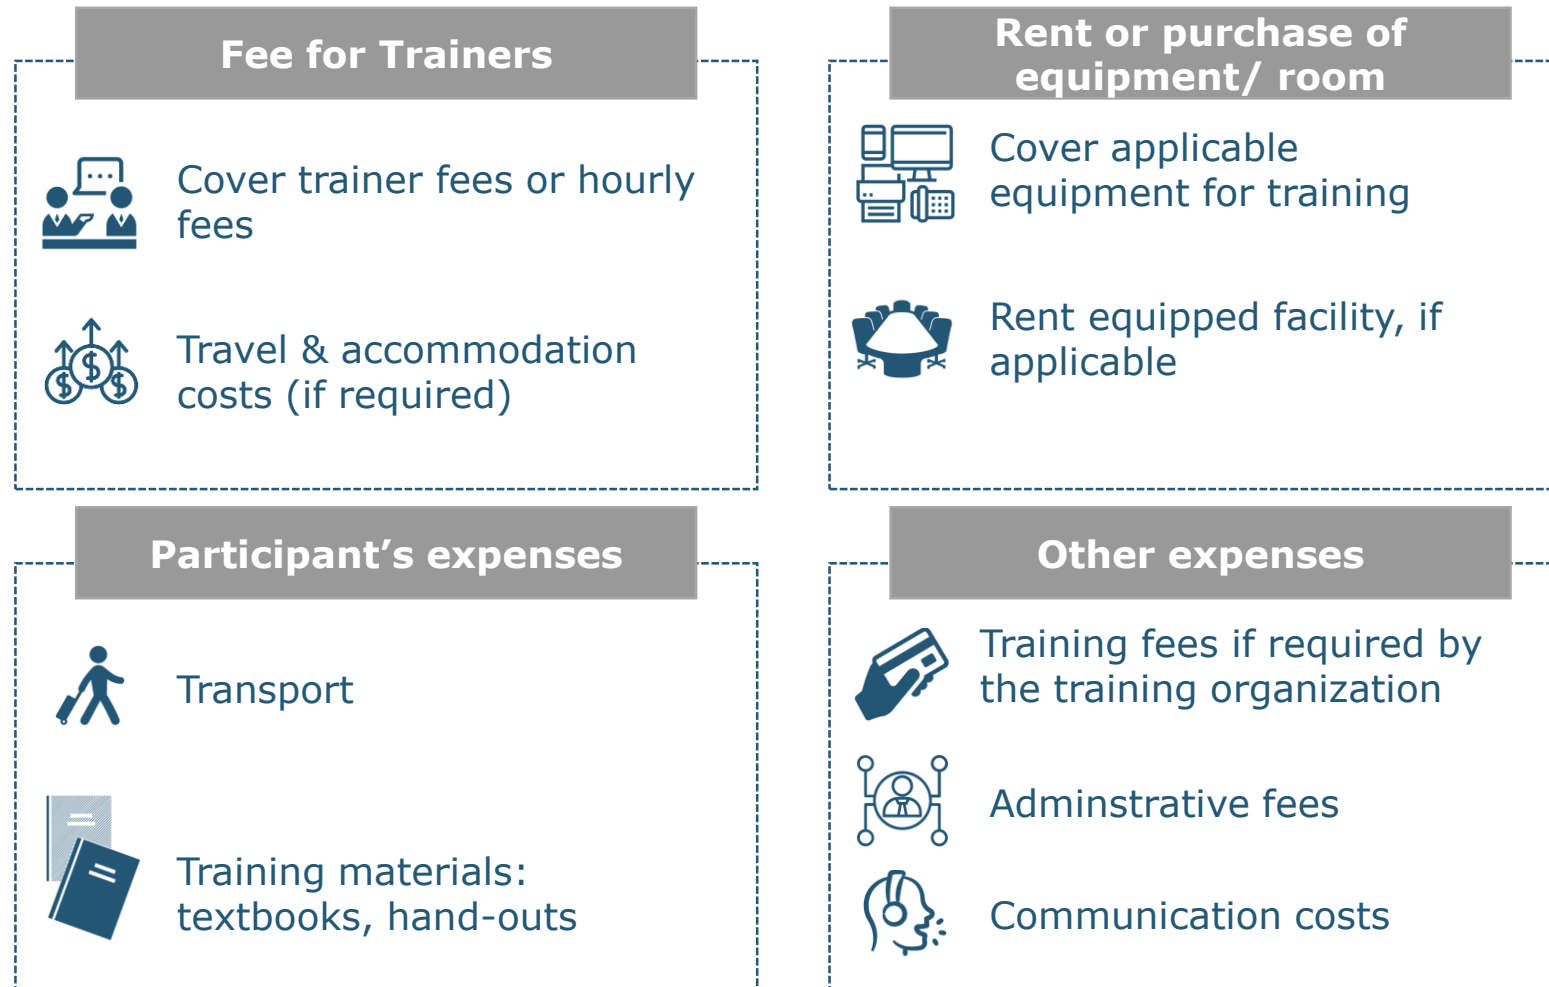 Fee for Trainers
Cover trainer fees or hourly
fees
Travel & accommodation
costs (if required)
Rent or purchase of
equipment/ room
Cover applicable
equipment for training
Rent equipped facility, if
applicable
Participant’s expenses
Transport
Training materials:
textbooks, hand-outs
Other expenses
Training fees if required by
the training organization
Adminstrative fees
Communication costs